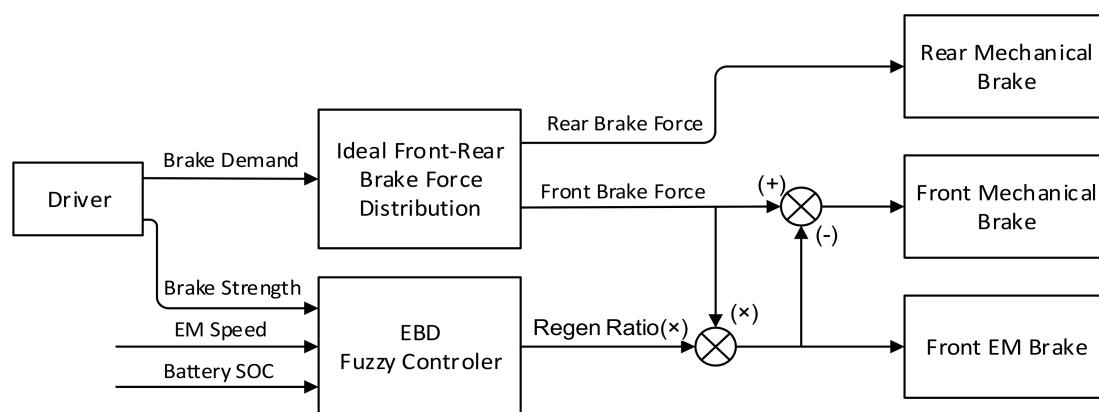 Rear Mechanical
Brake
Rear Brake Force
Ideal Front-Rear
Brake Force
Distribution
Brake Demand
Driver
Front Brake Force
(+)
(-)
Front Mechanical
Brake
Brake Strength
EM Speed
Battery SOC
EBD
Fuzzy Controler
Regen Ratio(×)
(×)
Front EM Brake